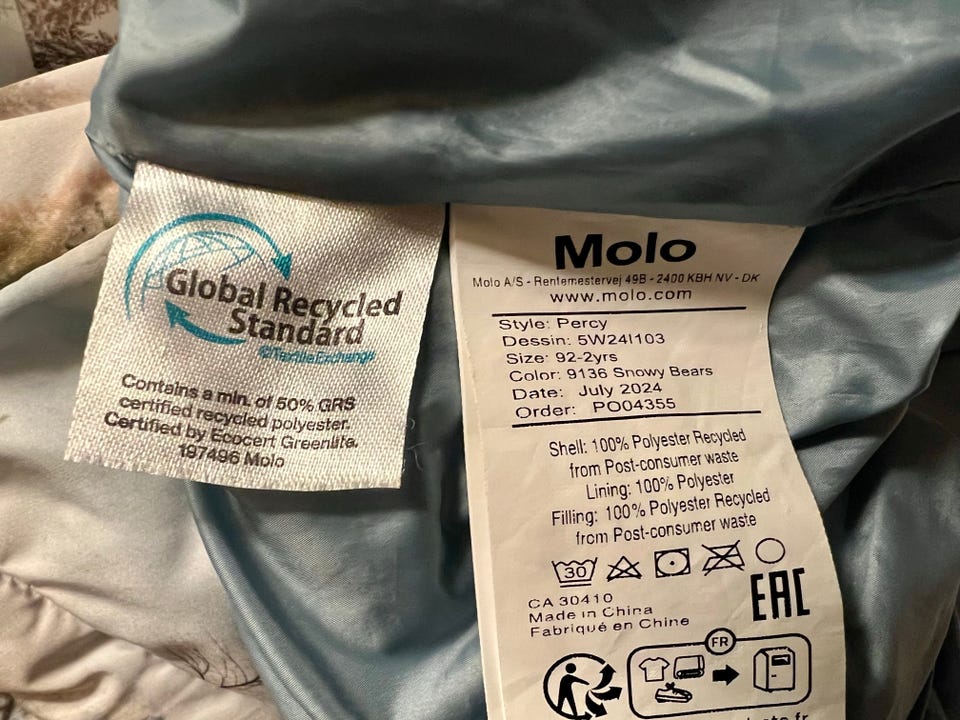 Global Recycled
Standard
©Textile Exchange
Contains a min. of 50% GRS
certified recycled polyester.
Certified by Ecocert Greenlife.
197496 Molo
Molo
Molo A/S - Rentemestervej 49B - 2400 KBH NV - DK
www.molo.com
Style: Percy
Dessin: 5W24I103
Size: 92-2yrs
Color: 9136 Snowy Bears
Date: July 2024
Order: PO04355
Shell: 100% Polyester Recycled
from Post-consumer waste
Lining: 100% Polyester
Filling: 100% Polyester Recycled
from Post-consumer waste
30
EAC
CA 30410
Made in China
Fabriqué en Chine
FR